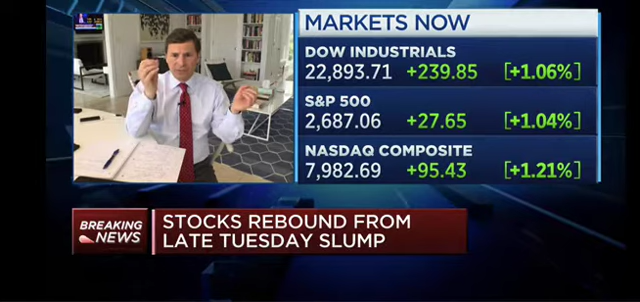 MARKETS NOW
DOW INDUSTRIALS
22,893.71 +239.85 [+1.06%]
S&P 500
2,687.06 +27.65 [+1.04%]
NASDAQ COMPOSITE
7,982.69 +95.43 [+1.21%]
BREAKING
NEWS
STOCKS REBOUND FROM
LATE TUESDAY SLUMP